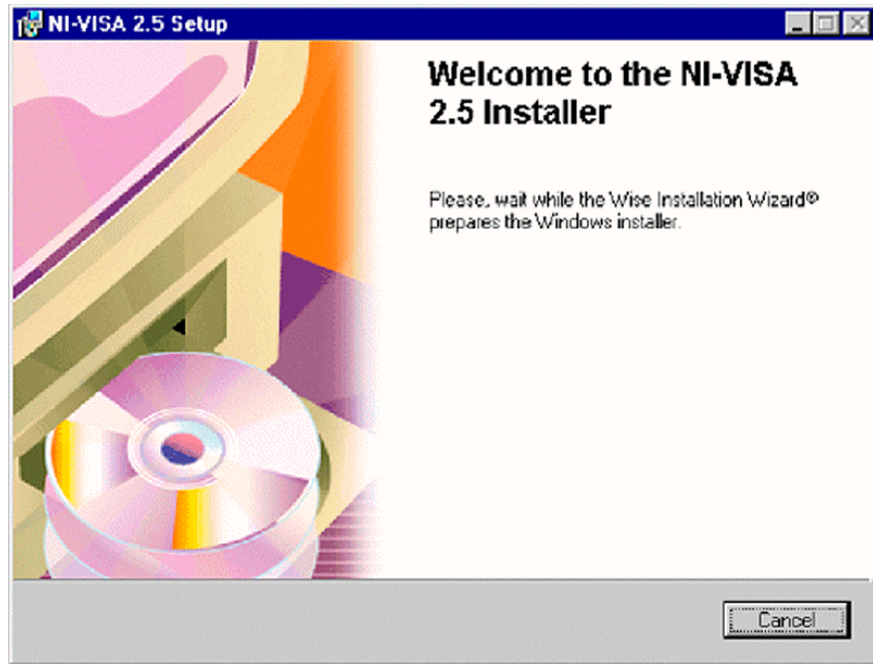 NI-VISA 2.5 Setup
Welcome to the NI-VISA
2.5 Installer
Please, wait while the Wise Installation Wizard®
prepares the Windows installer.
Cancel